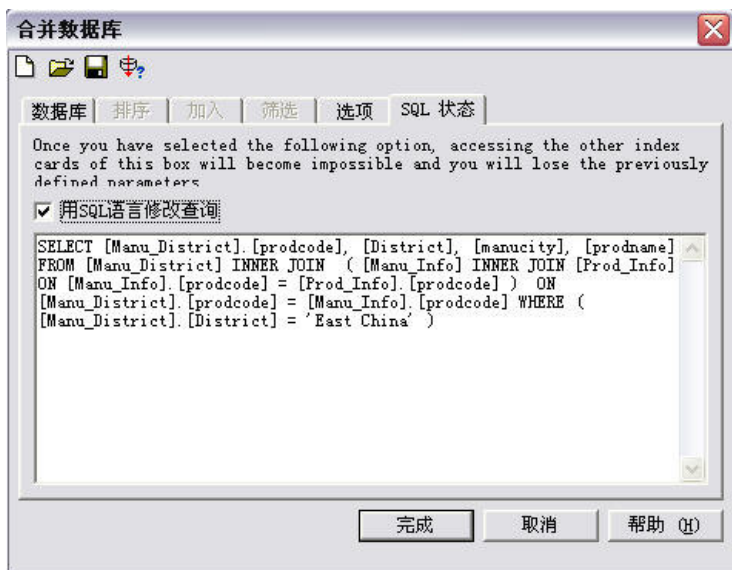 合并数据库
数据库 排序 加入 筛选 选项 SQL 状态
Once you have selected the following option, accessing the other index
cards of this box will become impossible and you will lose the previously
defined parameters
用SQL语言修改查询
SELECT [Manu_District].[prodcode], [District], [manucity], [prodname]
FROM [Manu_District] INNER JOIN ( [Manu_Info] INNER JOIN [Prod_Info]
ON [Manu_Info].[prodcode] = [Prod_Info].[prodcode] ) ON
[Manu_District].[prodcode] = [Manu_Info].[prodcode] WHERE (
[Manu_District].[District] = 'East China' )
完成 取消 帮助 (H)